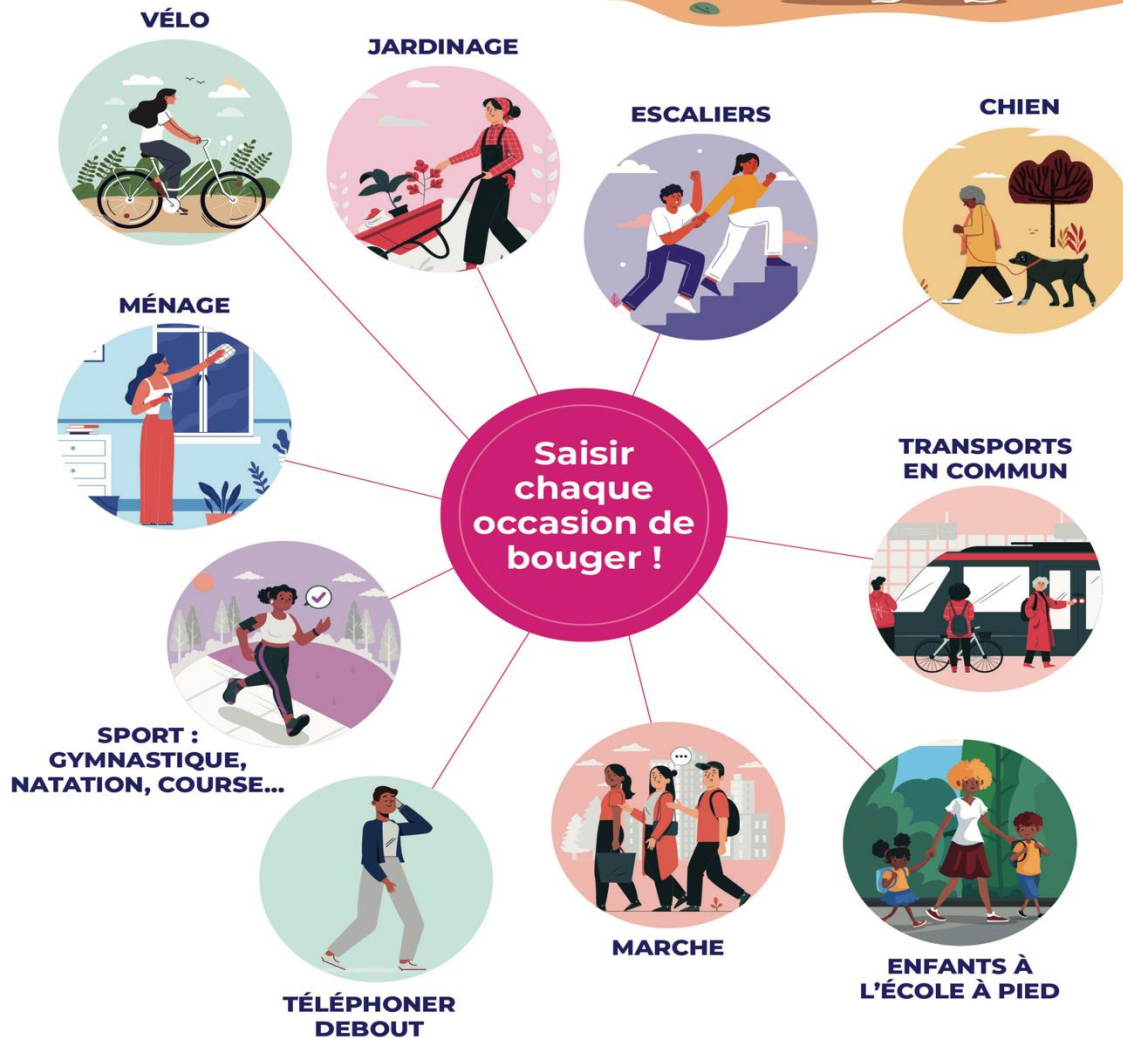 VÉLO
JARDINAGE
ESCALIERS
CHIEN
MÉNAGE
Saisir
chaque
occasion de
bouger !
TRANSPORTS
EN COMMUN
SPORT :
GYMNASTIQUE,
NATATION, COURSE...
TÉLÉPHONER
DEBOUT
MARCHE
ENFANTS À
L'ÉCOLE À PIED